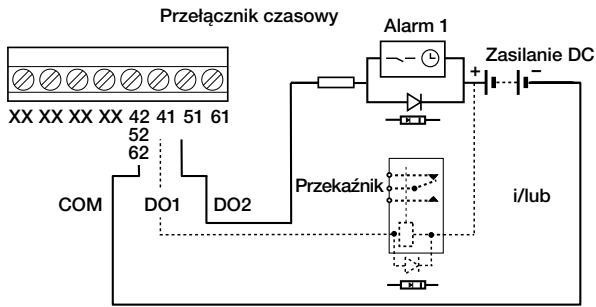 Przełącznik czasowy
Alarm 1
Zasilanie DC
+ −
XX XX XX XX 42 41 51 61
52
62
Przekaźnik
COM DO1 DO2
i/lub